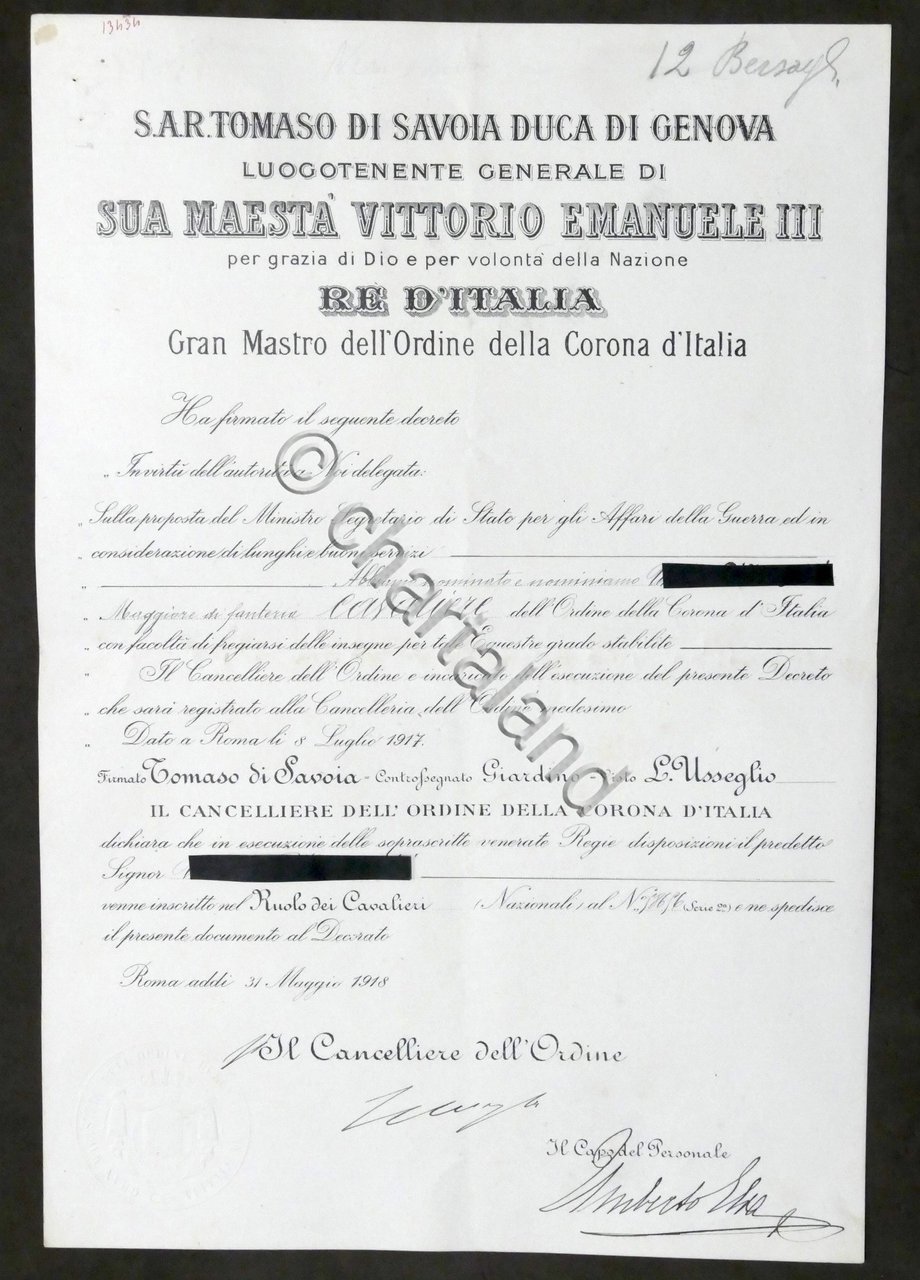 13434
12 Bersagl.
S.A.R. TOMASO DI SAVOIA DUCA DI GENOVA
LUOGOTENENTE GENERALE DI
SUA MAESTA' VITTORIO EMANUELE III
per grazia di Dio e per volontà della Nazione
RE D'ITALIA
Gran Mastro dell'Ordine della Corona d'Italia
Ha firmato il seguente decreto
„ In virtù dell'autorità a Noi delegata:
„ Sulla proposta del Ministro Segretario di Stato per gli Affari della Guerra ed in
„ considerazione di lunghi e buoni servizi
„ Abbiamo nominato e nominiamo
„ Maggiore di fanteria Cavaliere dell'Ordine della Corona d'Italia
„ con facoltà di fregiarsi delle insegne per tale Equestre grado stabilite
„ Il Cancelliere dell'Ordine è incaricato dell'esecuzione del presente Decreto
„ che sarà registrato alla Cancelleria dell'Ordine medesimo
„ Dato a Roma li 8 Luglio 1917.
Firmato Tomaso di Savoia - Controssegnato Giardino - Visto L. Usseglio
IL CANCELLIERE DELL'ORDINE DELLA CORONA D'ITALIA
dichiara che in esecuzione delle soprascritte venerate Regie disposizioni il predetto
Signor
venne inscritto nel Ruolo dei Cavalieri (Nazionali) al N. (Serie 2a) e ne spedisce
il presente documento al Decorato
Roma addì 31 Maggio 1918
Il Cancelliere dell'Ordine
Il Capo del Personale
Umberto
© chartaland